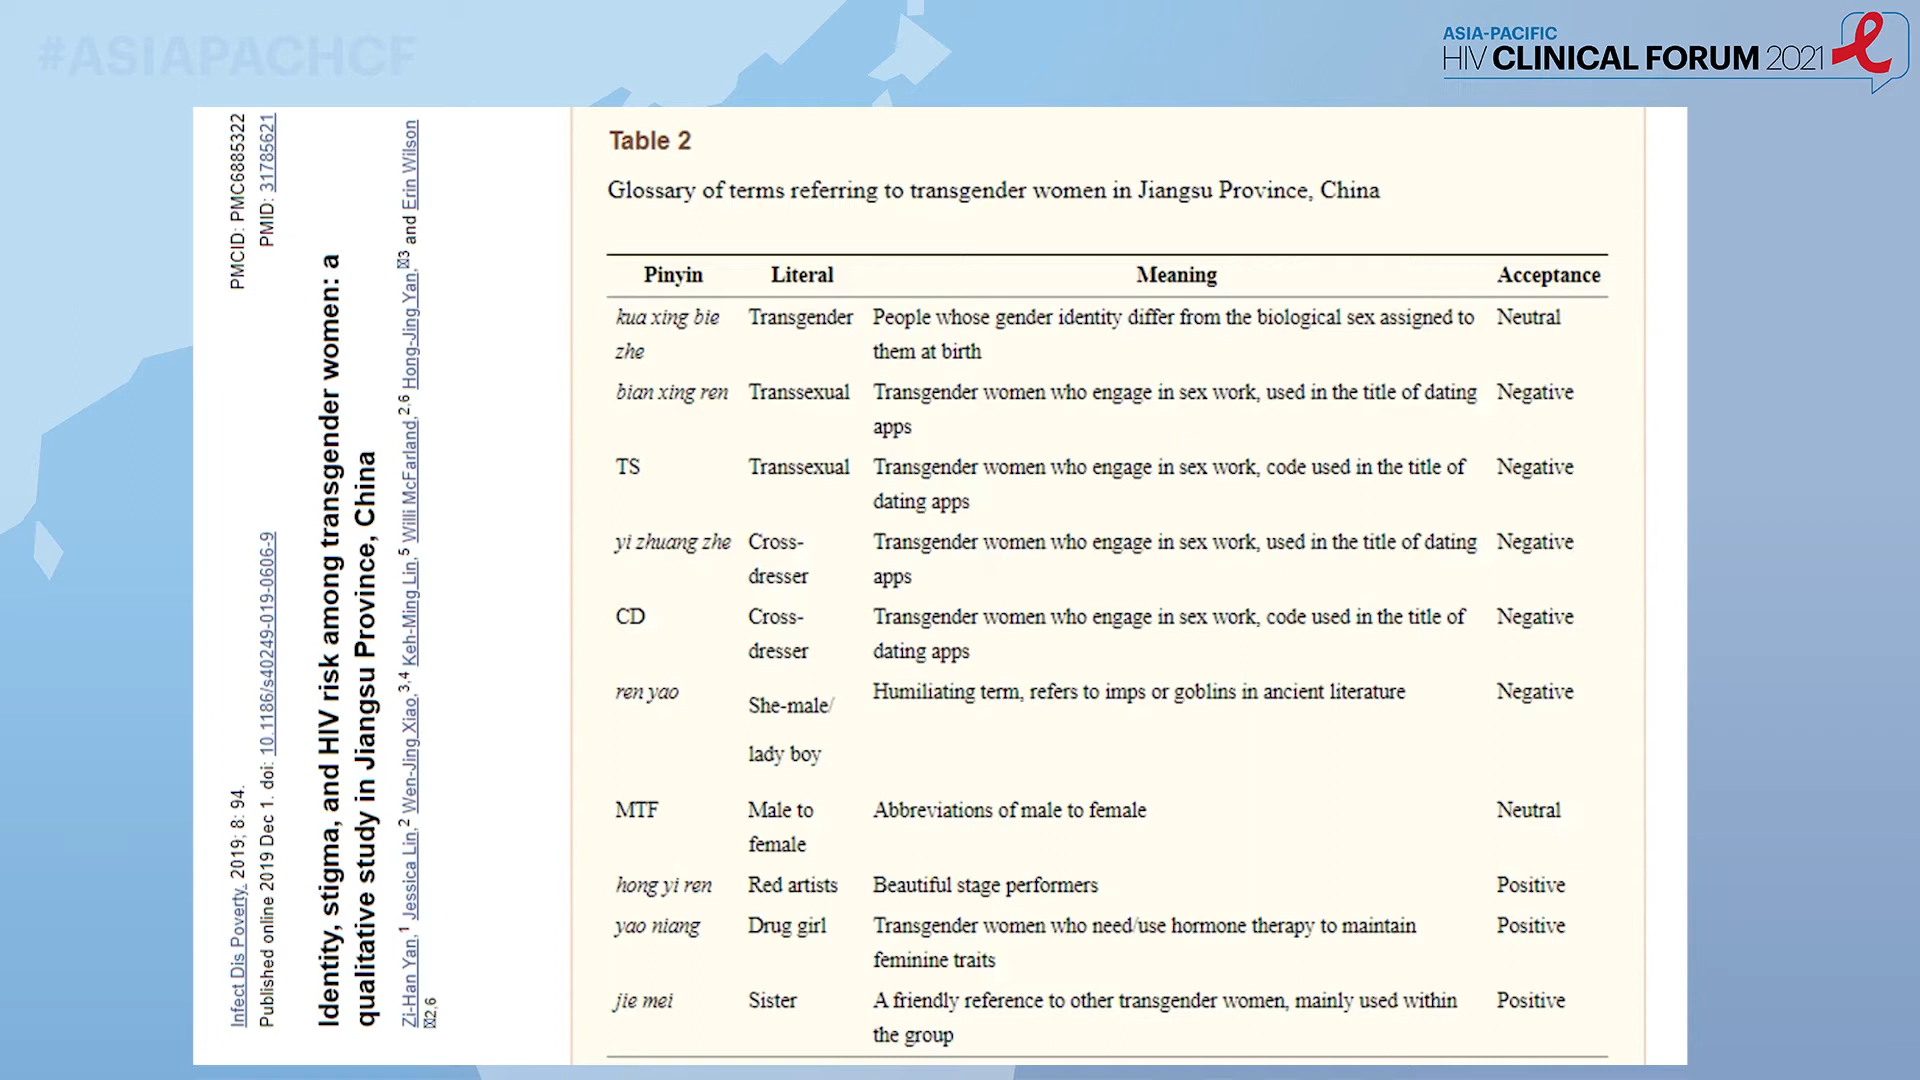 #ASIAPACHCF
ASIA-PACIFIC
HIV CLINICAL FORUM 2021
Infect Dis Poverty. 2019; 8: 94.
PMCID: PMC6885322
Published online 2019 Dec 1. doi: 10.1186/s40249-019-0606-9
PMID: 31785621
Identity, stigma, and HIV risk among transgender women: a
qualitative study in Jiangsu Province, China
Zi-Han Yan,1 Jessica Lin,2 Wen-Jing Xiao,3,4 Keh-Ming Lin,5 Willi McFarland,2,6 Hong-Jing Yan,3 and Erin Wilson
2,6
Table 2
Glossary of terms referring to transgender women in Jiangsu Province, China
Pinyin Literal Meaning Acceptance
kua xing bie Transgender People whose gender identity differ from the biological sex assigned to Neutral
zhe them at birth
bian xing ren Transsexual Transgender women who engage in sex work, used in the title of dating Negative
apps
TS Transsexual Transgender women who engage in sex work, code used in the title of Negative
dating apps
yi zhuang zhe Cross- Transgender women who engage in sex work, used in the title of dating Negative
dresser apps
CD Cross- Transgender women who engage in sex work, code used in the title of Negative
dresser dating apps
ren yao She-male/ Humiliating term, refers to imps or goblins in ancient literature Negative
lady boy
MTF Male to Abbreviations of male to female Neutral
female
hong yi ren Red artists Beautiful stage performers Positive
yao niang Drug girl Transgender women who need/use hormone therapy to maintain Positive
feminine traits
jie mei Sister A friendly reference to other transgender women, mainly used within Positive
the group